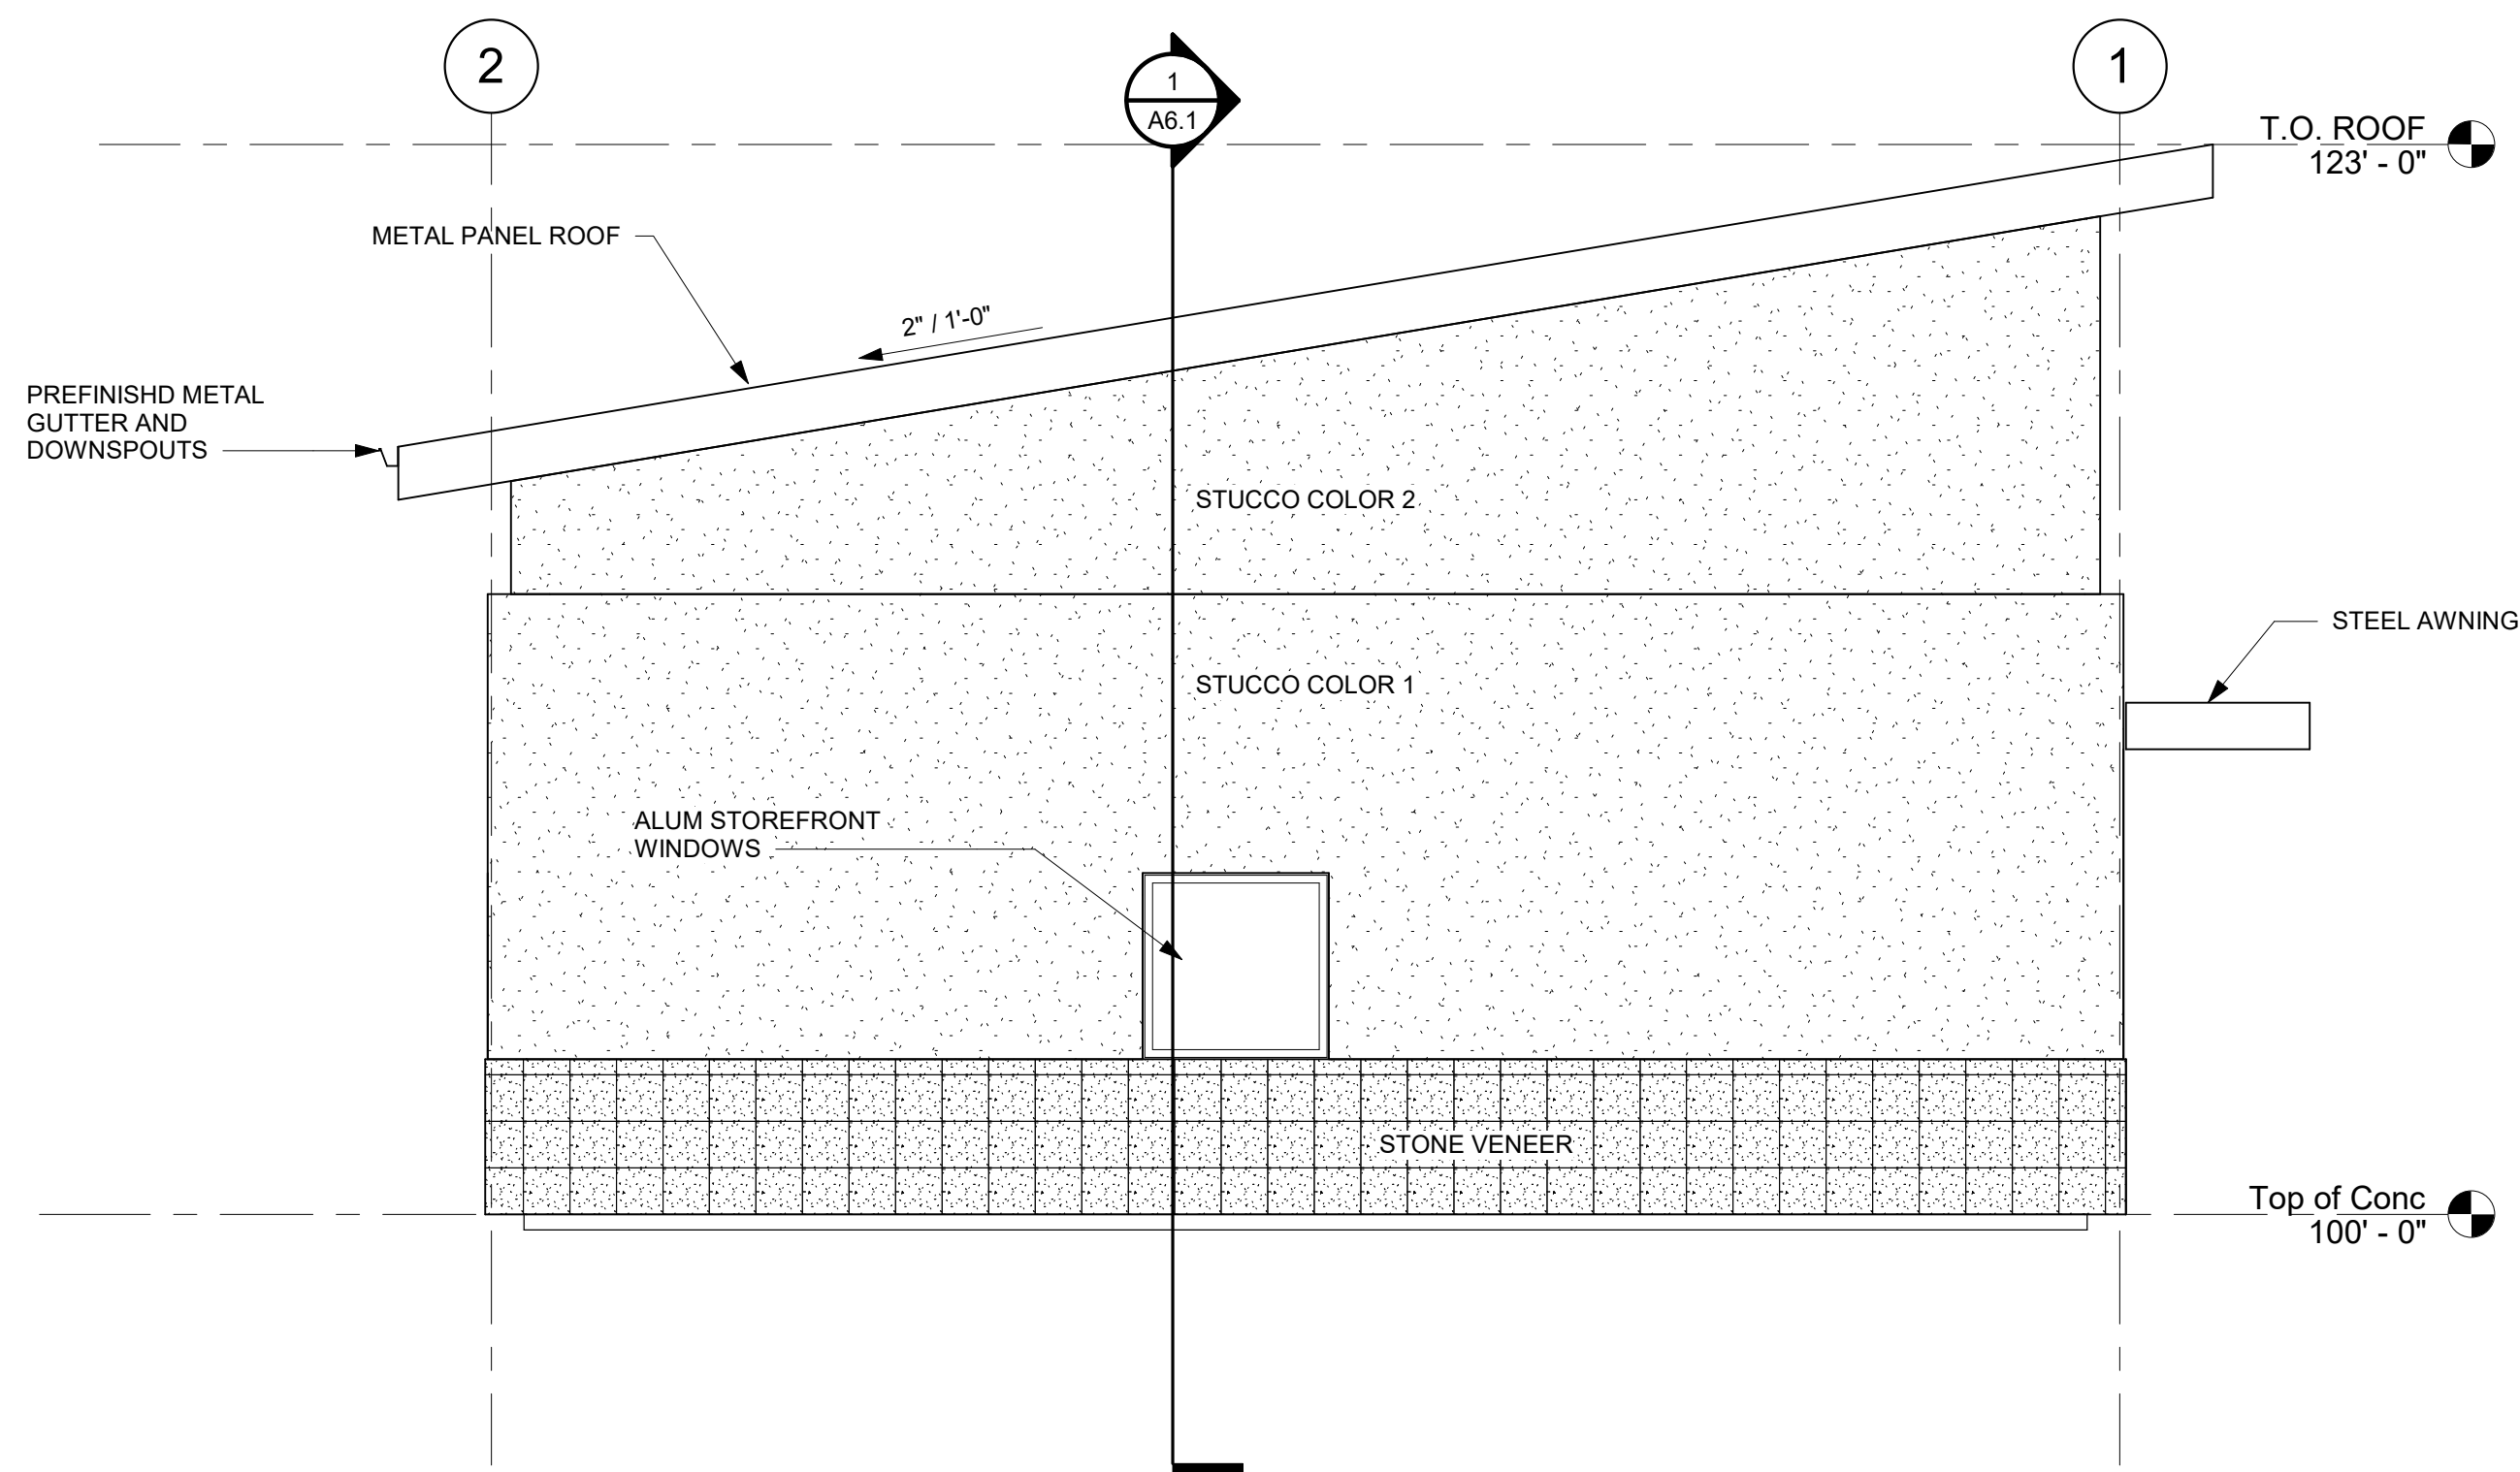 2
1
A6.1
1
T.O. ROOF
123' - 0"
METAL PANEL ROOF
2" / 1'-0"
PREFINISHD METAL
GUTTER AND
DOWNSPOUTS
STUCCO COLOR 2
STEEL AWNING
STUCCO COLOR 1
ALUM STOREFRONT
WINDOWS
STONE VENEER
Top of Conc
100' - 0"